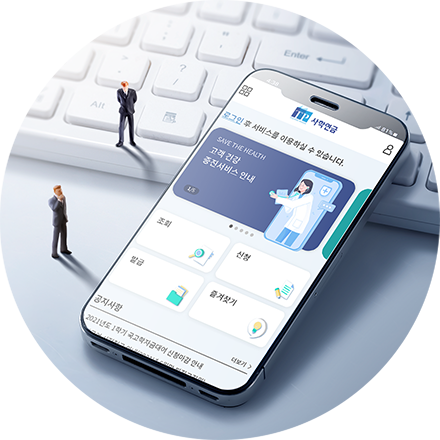 Enter
Alt
사학연금
로그인 후 서비스를 이용하실 수 있습니다.
SAVE THE HEALTH
고객 건강
증진서비스 안내
1/5
조회
신청
발급
즐겨찾기
공지사항
더보기 >
2021년도 1학기 국고학자금대여 신청마감 안내